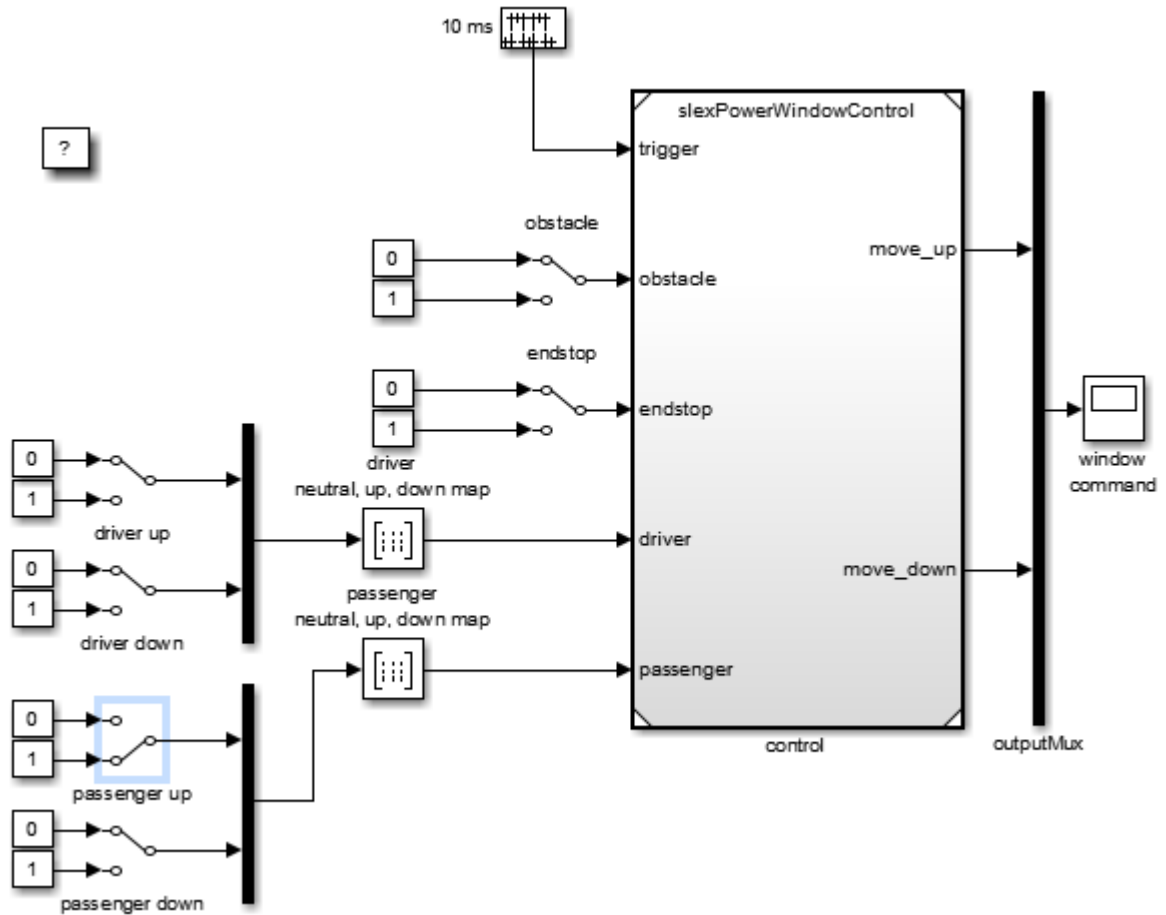 10 ms
slexPowerWindowControl
trigger
?
obstacle
0
1
obstacle
move_up
endstop
0
1
endstop
driver
neutral, up, down map
window
command
0
1
driver up
driver
0
1
driver down
passenger
neutral, up, down map
move_down
passenger
0
1
passenger up
control
outputMux
0
1
passenger down